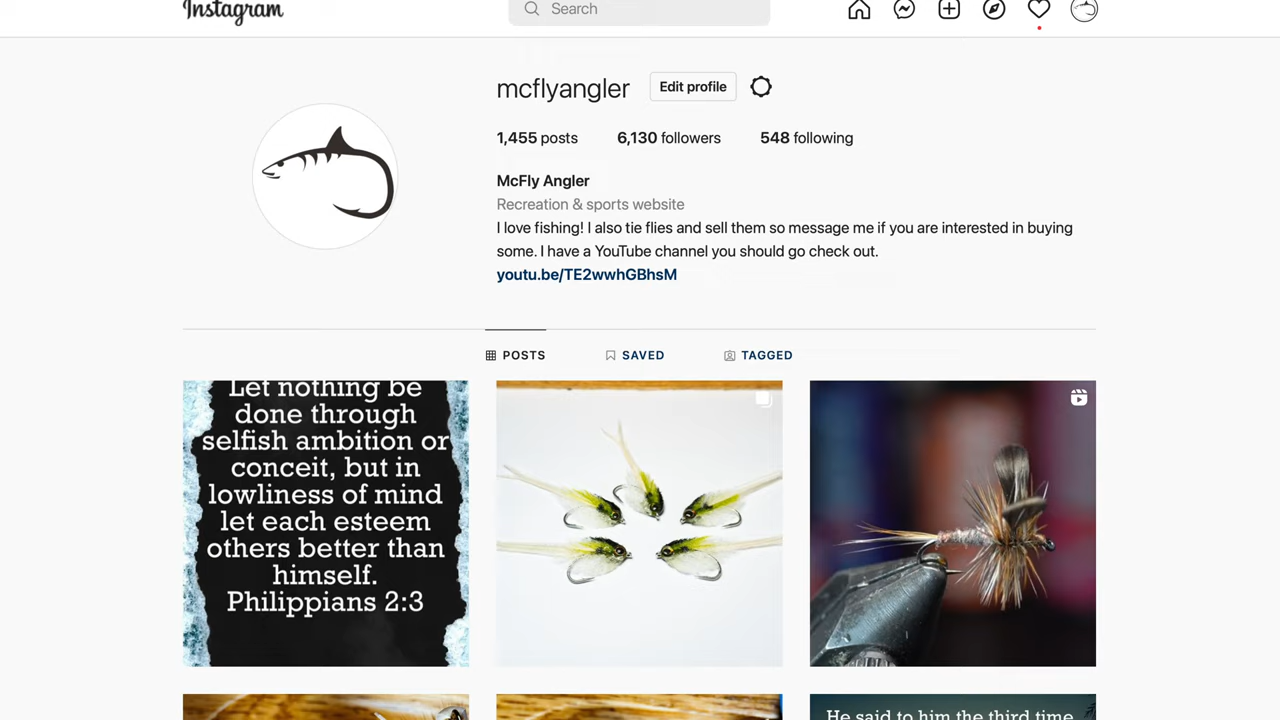 Instagram
Search
mcflyangler
Edit profile
1,455 posts
6,130 followers
548 following
McFly Angler
Recreation & sports website
I love fishing! I also tie flies and sell them so message me if you are interested in buying
some. I have a YouTube channel you should go check out.
youtu.be/TE2wwhGBhsM
POSTS
SAVED
TAGGED
Let nothing be
done through
selfish ambition or
conceit, but in
lowliness of mind
let each esteem
others better than
himself.
Philippians 2:3
He said to him the third time,